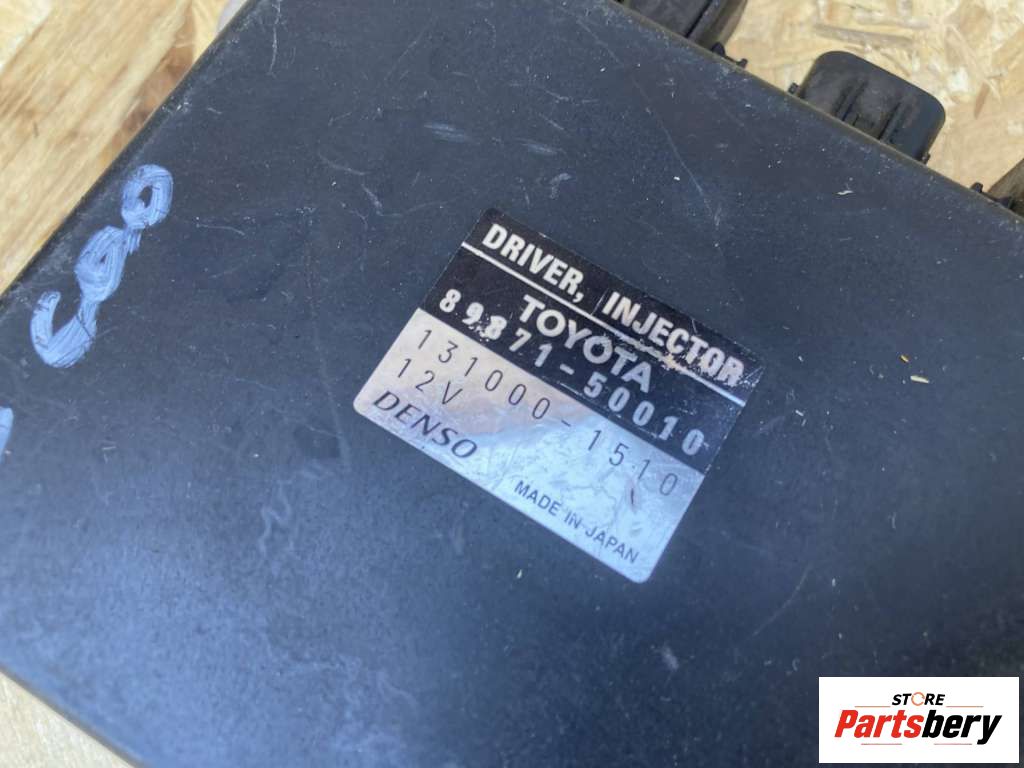 DRIVER, INJECTOR
TOYOTA
89871-50010
131000-1510
12V
DENSO
MADE IN JAPAN
STORE
Partsbery